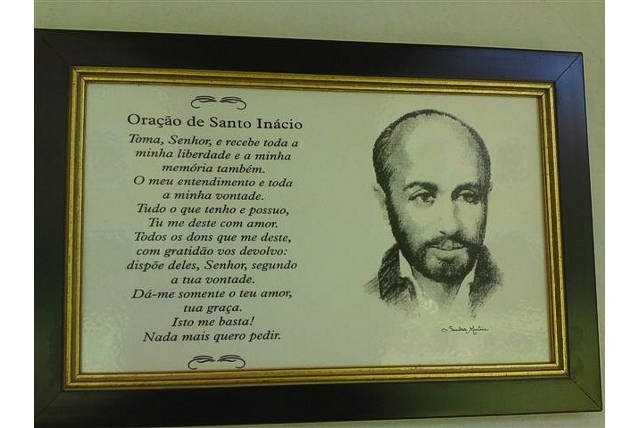 Oração de Santo Inácio
Toma, Senhor, e recebe toda a
minha liberdade e a minha
memória também.
O meu entendimento e toda
a minha vontade.
Tudo o que tenho e possuo,
Tu me deste com amor.
Todos os dons que me deste,
com gratidão vos devolvo:
dispõe deles, Senhor, segundo
a tua vontade.
Dá-me somente o teu amor,
tua graça.
Isto me basta!
Nada mais quero pedir.